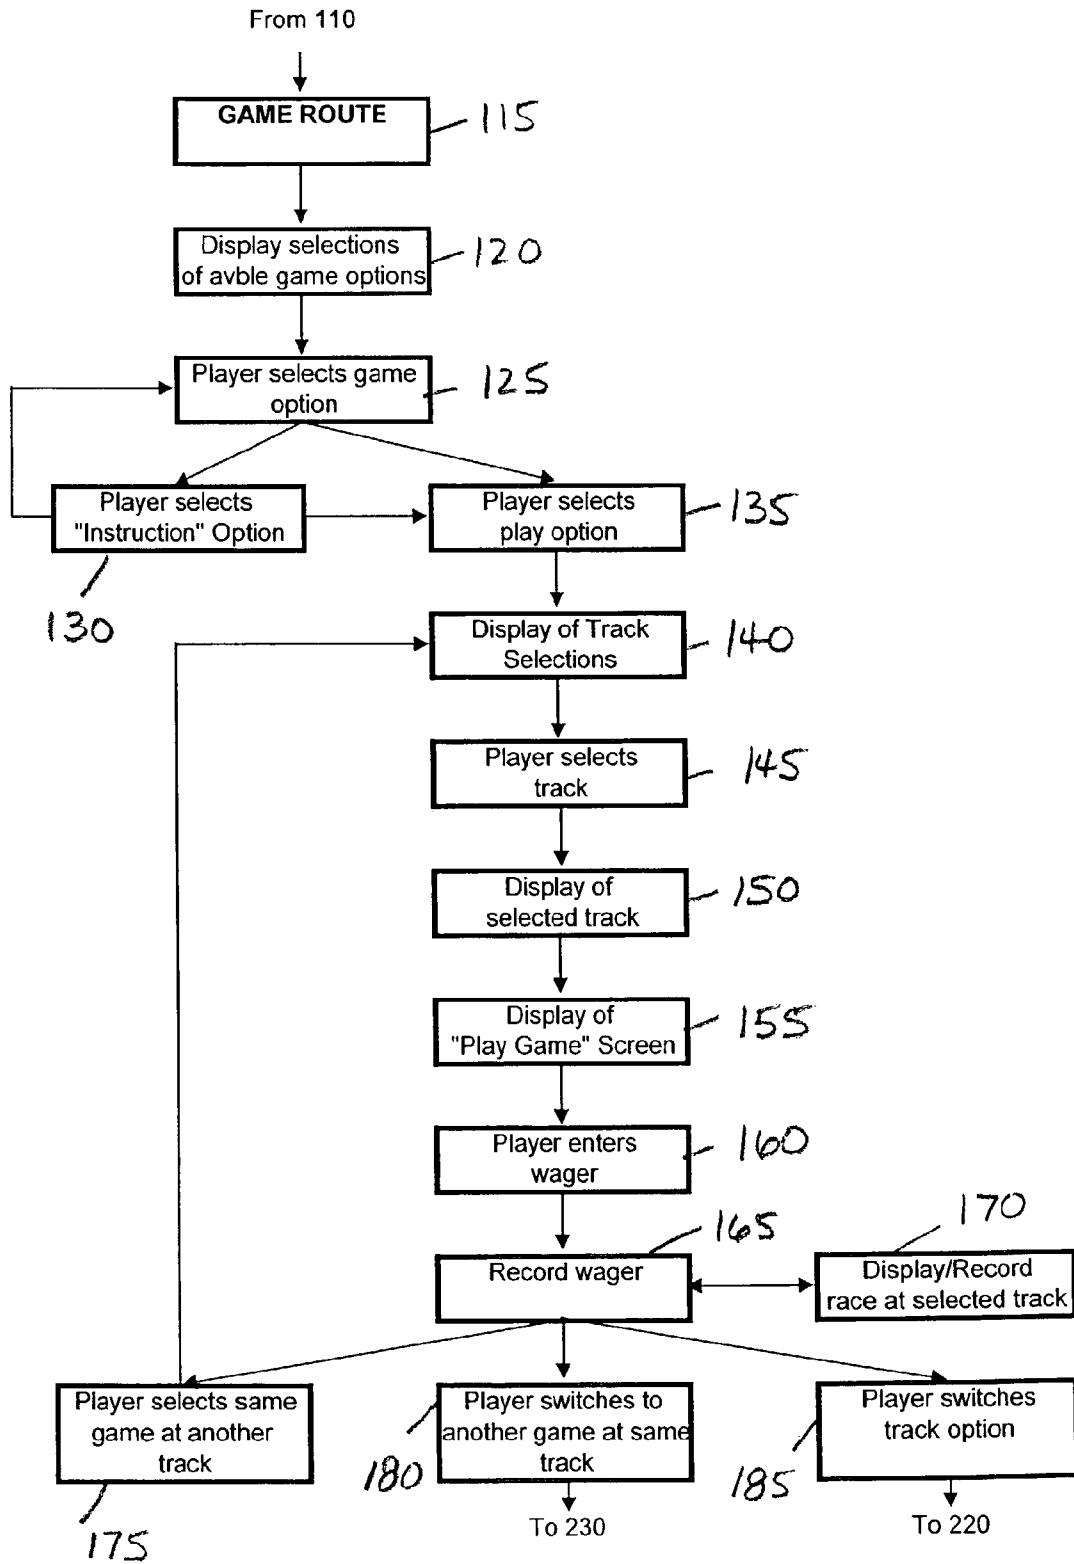 From 110
GAME ROUTE
115
Display selections
of avble game options
120
Player selects game
option
125
Player selects
"Instruction" Option
130
Player selects
play option
135
Display of Track
Selections
140
Player selects
track
145
Display of
selected track
150
Display of
"Play Game" Screen
155
Player enters
wager
160
Record wager
165
Display/Record
race at selected track
170
Player selects same
game at another
track
175
Player switches to
another game at same
track
180
Player switches
track option
185
To 230
To 220